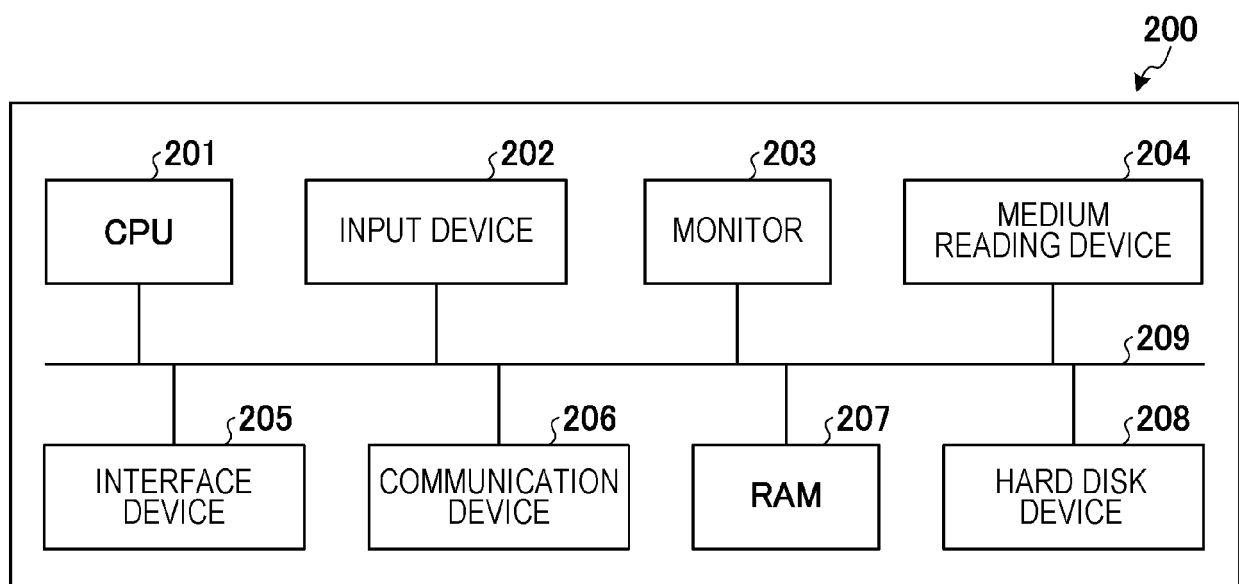 200
201
202
203
204
CPU
INPUT DEVICE
MONITOR
MEDIUM
READING DEVICE
209
205
206
207
208
INTERFACE
DEVICE
COMMUNICATION
DEVICE
RAM
HARD DISK
DEVICE